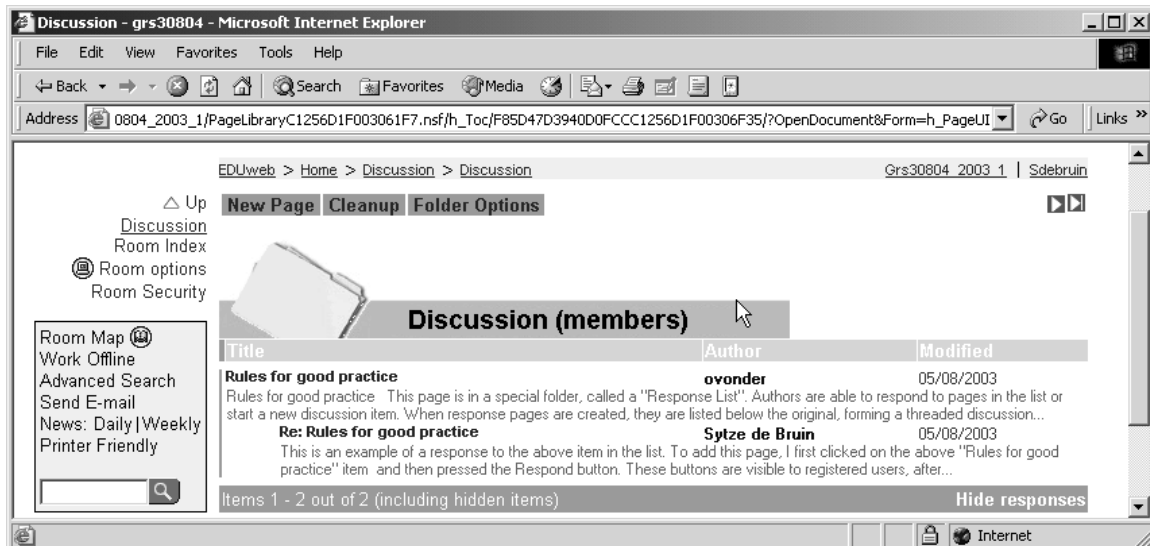 Discussion - grs30804 - Microsoft Internet Explorer
File Edit View Favorites Tools Help
Back Search Favorites Media
Address 0804_2003_1/PageLibraryC1256D1F003061F7.nsf/h_Toc/F85D47D3940D0FCCC1256D1F00306F35/?OpenDocument&Form=h_PageUI Go Links »
EDUweb > Home > Discussion > Discussion Grs30804_2003_1 | Sdebruin
Up
Discussion
Room Index
Room options
Room Security
New Page Cleanup Folder Options
Discussion (members)
Room Map
Work Offline
Advanced Search
Send E-mail
News: Daily|Weekly
Printer Friendly
Title Author Modified
Rules for good practice ovonder 05/08/2003
Rules for good practice This page is in a special folder, called a "Response List". Authors are able to respond to pages in the list or
start a new discussion item. When response pages are created, they are listed below the original, forming a threaded discussion...
Re: Rules for good practice Sytze de Bruin 05/08/2003
This is an example of a response to the above item in the list. To add this page, I first clicked on the above "Rules for good
practice" item and then pressed the Respond button. These buttons are visible to registered users, after...
Items 1 - 2 out of 2 (including hidden items) Hide responses
Internet